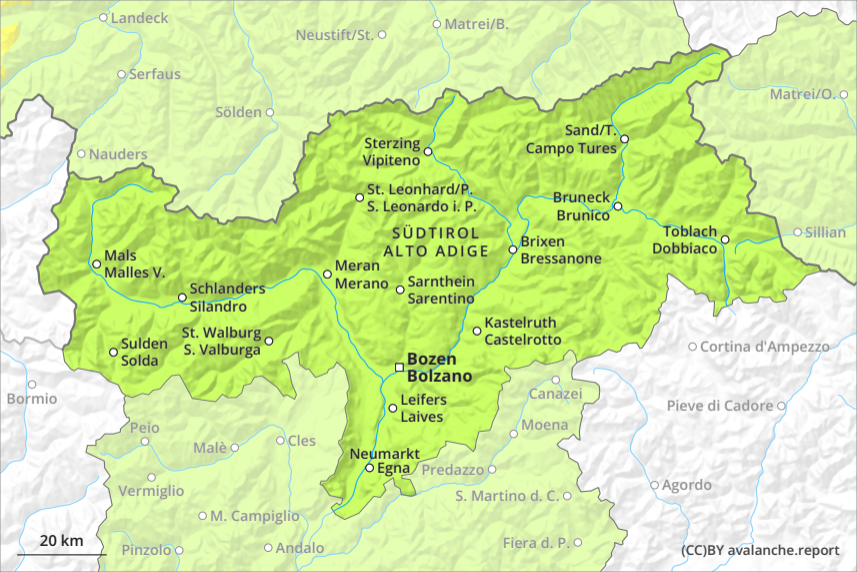 Landeck
Matrei/B.
Neustift/St.
Serfaus
Matrei/O.
Sölden
Sand/T.
Campo Tures
Sterzing
Vipiteno
Nauders
St. Leonhard/P.
S. Leonardo i. P.
Bruneck
Brunico
SÜDTIROL
ALTO ADIGE
Toblach
Dobbiaco
Sillian
Brixen
Bressanone
Mals
Malles V.
Meran
Merano
Sarnthein
Sarentino
Schlanders
Silandro
Kastelruth
Castelrotto
St. Walburg
S. Valburga
Sulden
Solda
Cortina d'Ampezzo
Bozen
Bolzano
Bormio
Canazei
Leifers
Laives
Pieve di Cadore
Peio
Moena
Malè
Cles
Neumarkt
Egna
Predazzo
Vermiglio
Agordo
S. Martino d. C.
M. Campiglio
20 km
Pinzolo
Andalo
Fiera d. P.
(CC)BY avalanche.report